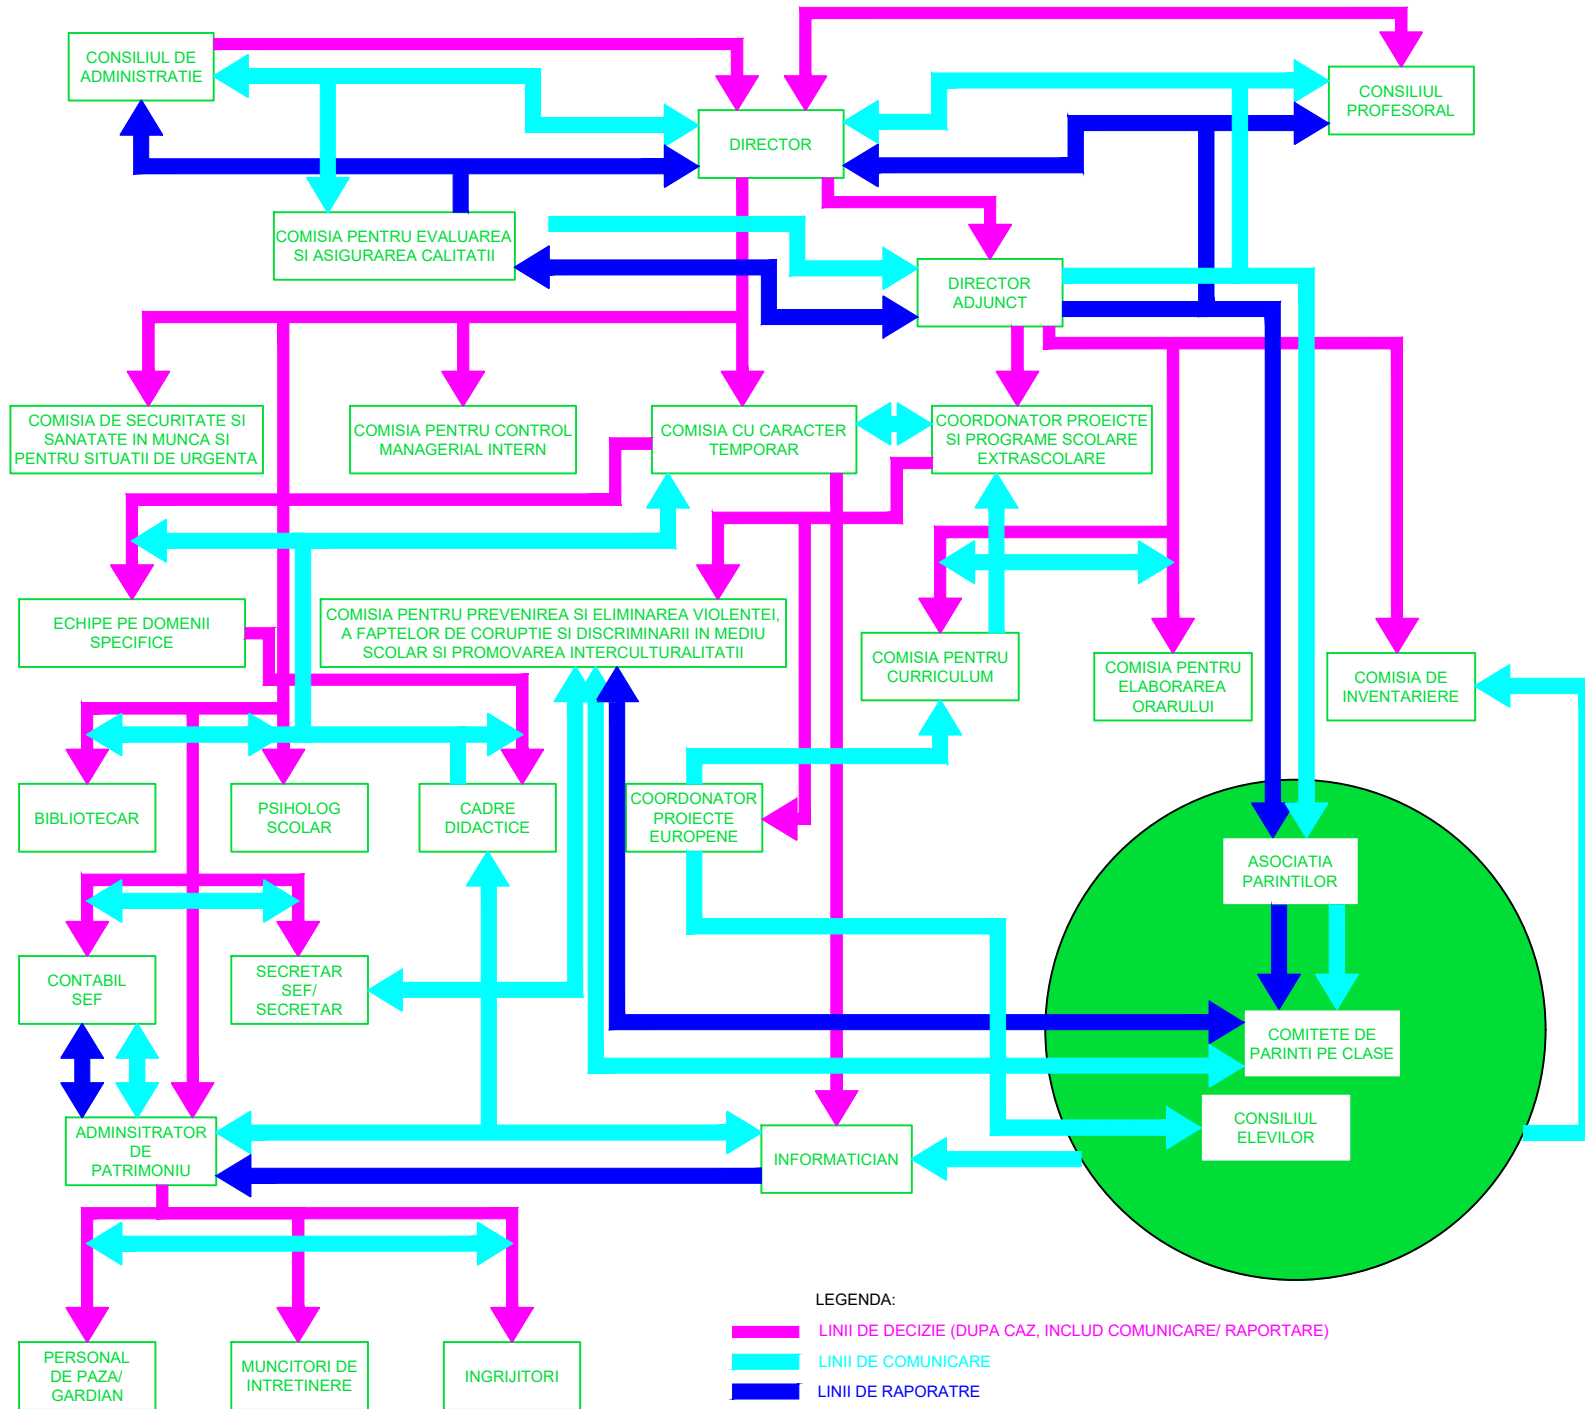 CONSILIUL DE
ADMINISTRATIE
CONSILIUL
PROFESORAL
DIRECTOR
COMISIA PENTRU EVALUAREA
SI ASIGURAREA CALITATII
DIRECTOR
ADJUNCT
COMISIA DE SECURITATE SI
SANATATE IN MUNCA SI
PENTRU SITUATII DE URGENTA
COMISIA PENTRU CONTROL
MANAGERIAL INTERN
COMISIA CU CARACTER
TEMPORAR
COORDONATOR PROEICTE
SI PROGRAME SCOLARE
EXTRASCOLARE
ECHIPE PE DOMENII
SPECIFICE
COMISIA PENTRU PREVENIREA SI ELIMINAREA VIOLENTEI,
A FAPTELOR DE CORUPTIE SI DISCRIMINARII IN MEDIU
SCOLAR SI PROMOVAREA INTERCULTURALITATII
COMISIA PENTRU
CURRICULUM
COMISIA PENTRU
ELABORAREA
ORARULUI
COMISIA DE
INVENTARIERE
BIBLIOTECAR
PSIHOLOG
SCOLAR
CADRE
DIDACTICE
COORDONATOR
PROIECTE
EUROPENE
ASOCIATIA
PARINTILOR
CONTABIL
SEF
SECRETAR
SEF/
SECRETAR
COMITETE DE
PARINTI PE CLASE
CONSILIUL
ELEVILOR
ADMINSITRATOR
DE
PATRIMONIU
INFORMATICIAN
PERSONAL
DE PAZA/
GARDIAN
MUNCITORI DE
INTRETINERE
INGRIJITORI
LEGENDA:
LINII DE DECIZIE (DUPA CAZ, INCLUD COMUNICARE/ RAPORTARE)
LINII DE COMUNICARE
LINII DE RAPORATRE